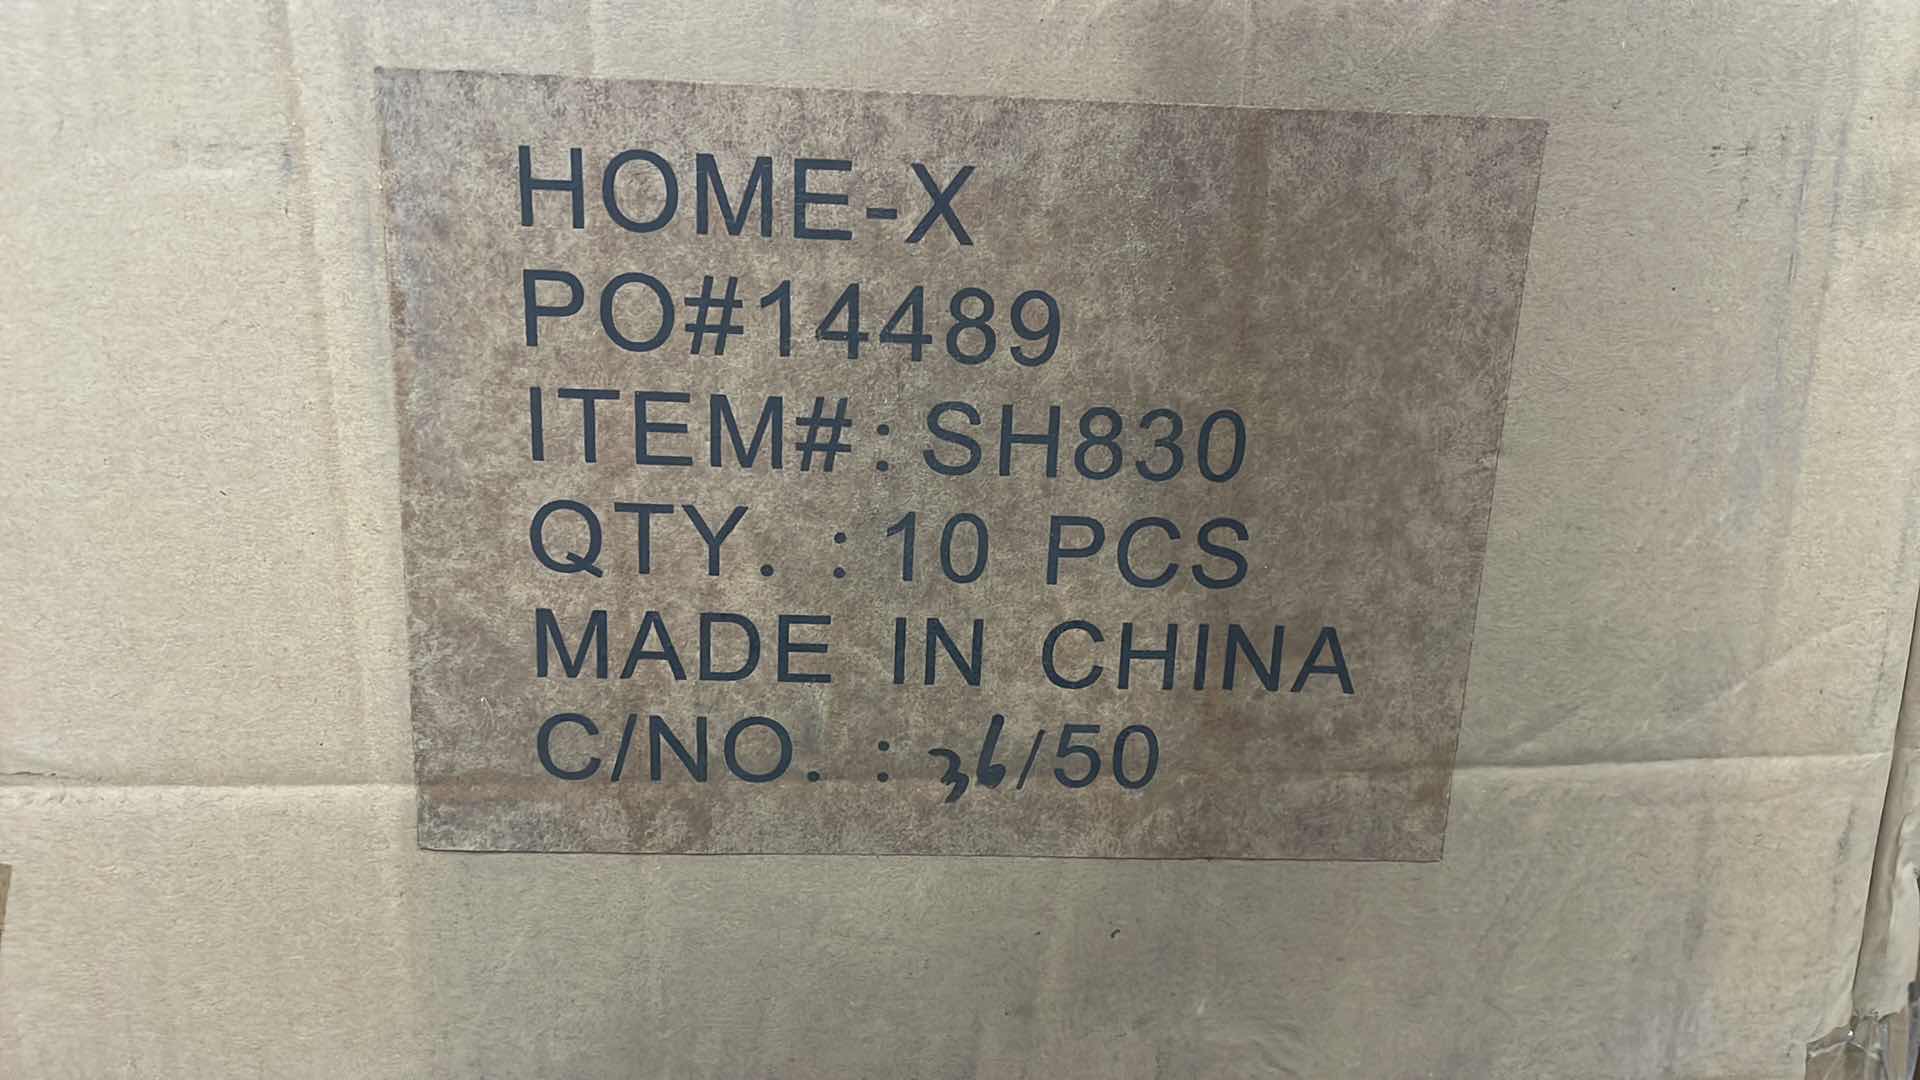 HOME-X
PO#14489
ITEM#: SH830
QTY. : 10 PCS
MADE IN CHINA
C/NO. : 36/50